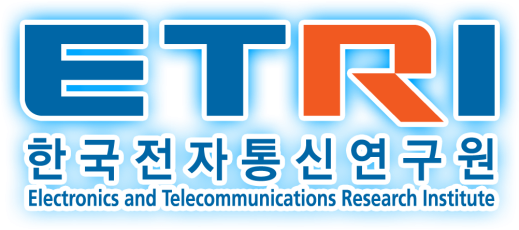 ETRI
한국전자통신연구원
Electronics and Telecommunications Research Institute